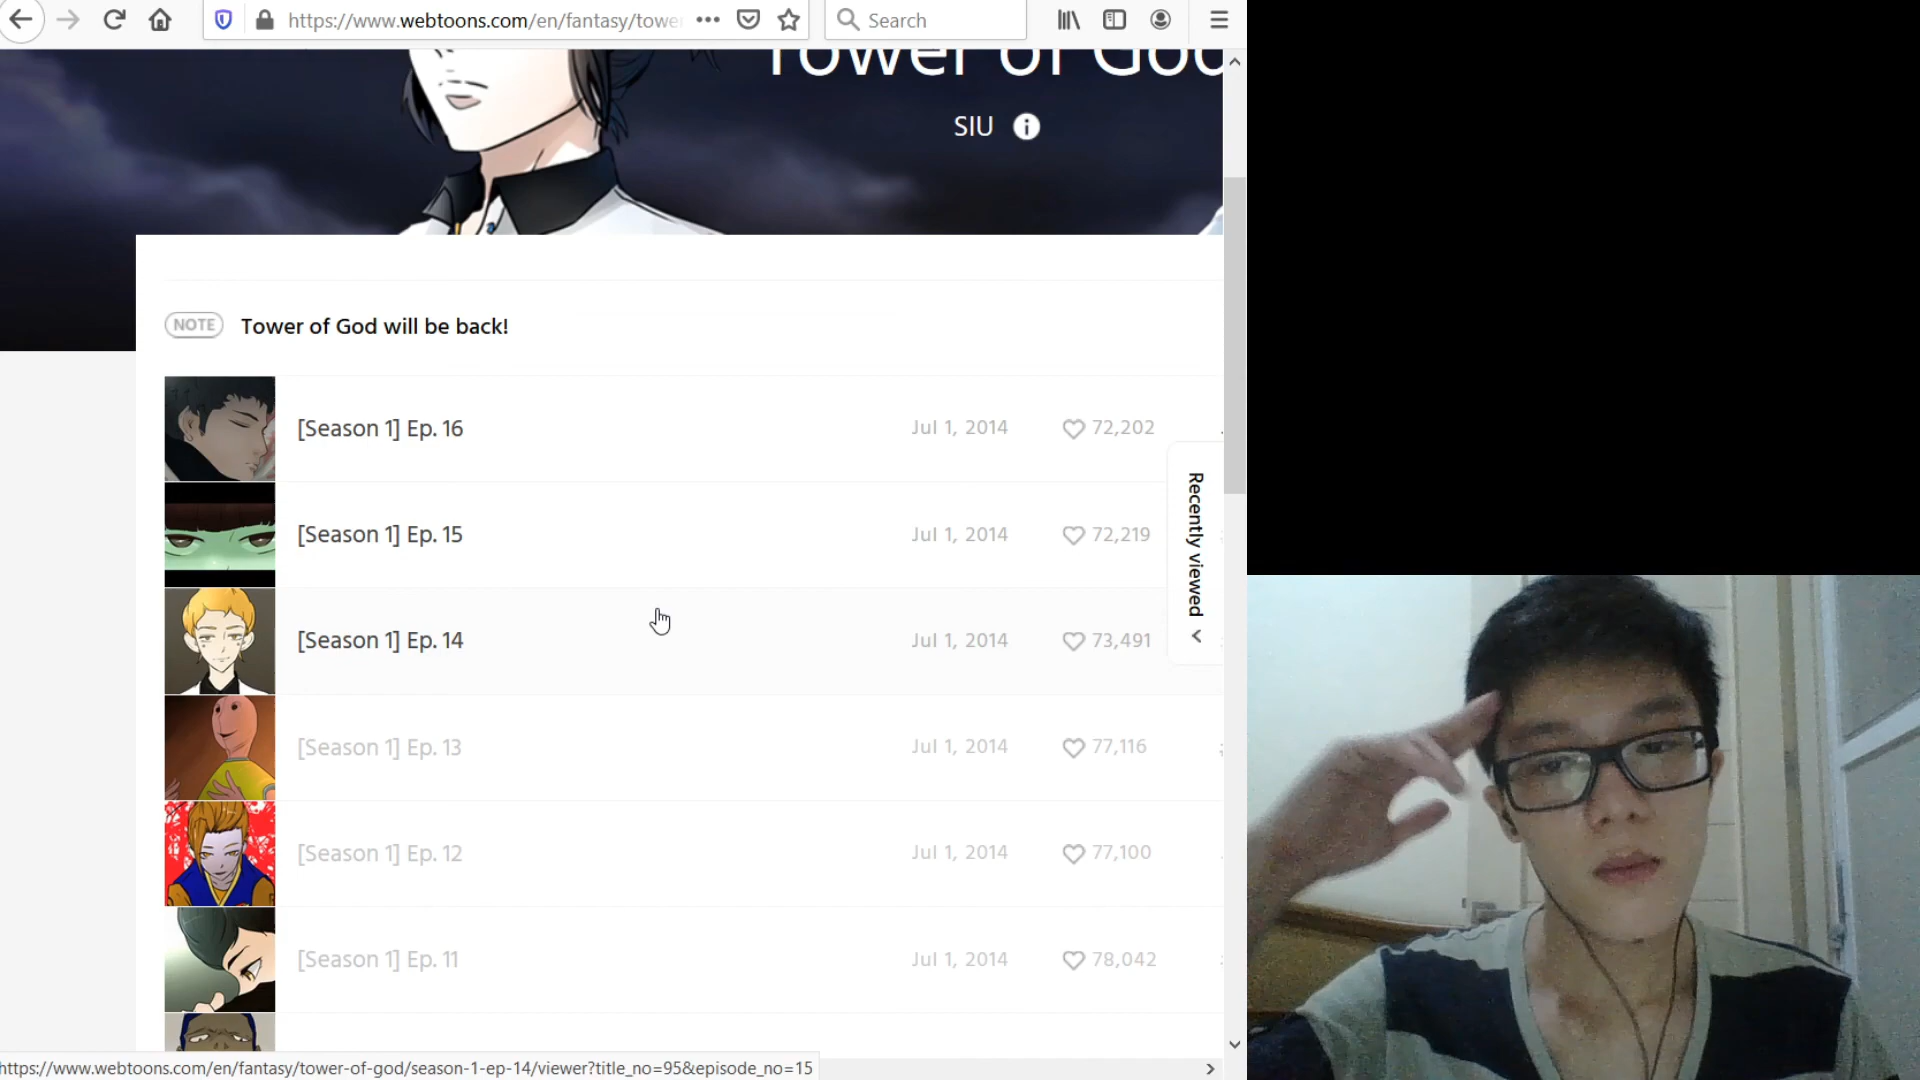 https://www.webtoons.com/en/fantasy/towe
Search
Tower of God
SIU
NOTE Tower of God will be back!
[Season 1] Ep. 16 Jul 1, 2014 72,202
[Season 1] Ep. 15 Jul 1, 2014 72,219
[Season 1] Ep. 14 Jul 1, 2014 73,491
[Season 1] Ep. 13 Jul 1, 2014 77,116
[Season 1] Ep. 12 Jul 1, 2014 77,100
[Season 1] Ep. 11 Jul 1, 2014 78,042
Recently viewed
https://www.webtoons.com/en/fantasy/tower-of-god/season-1-ep-14/viewer?title_no=95&episode_no=15